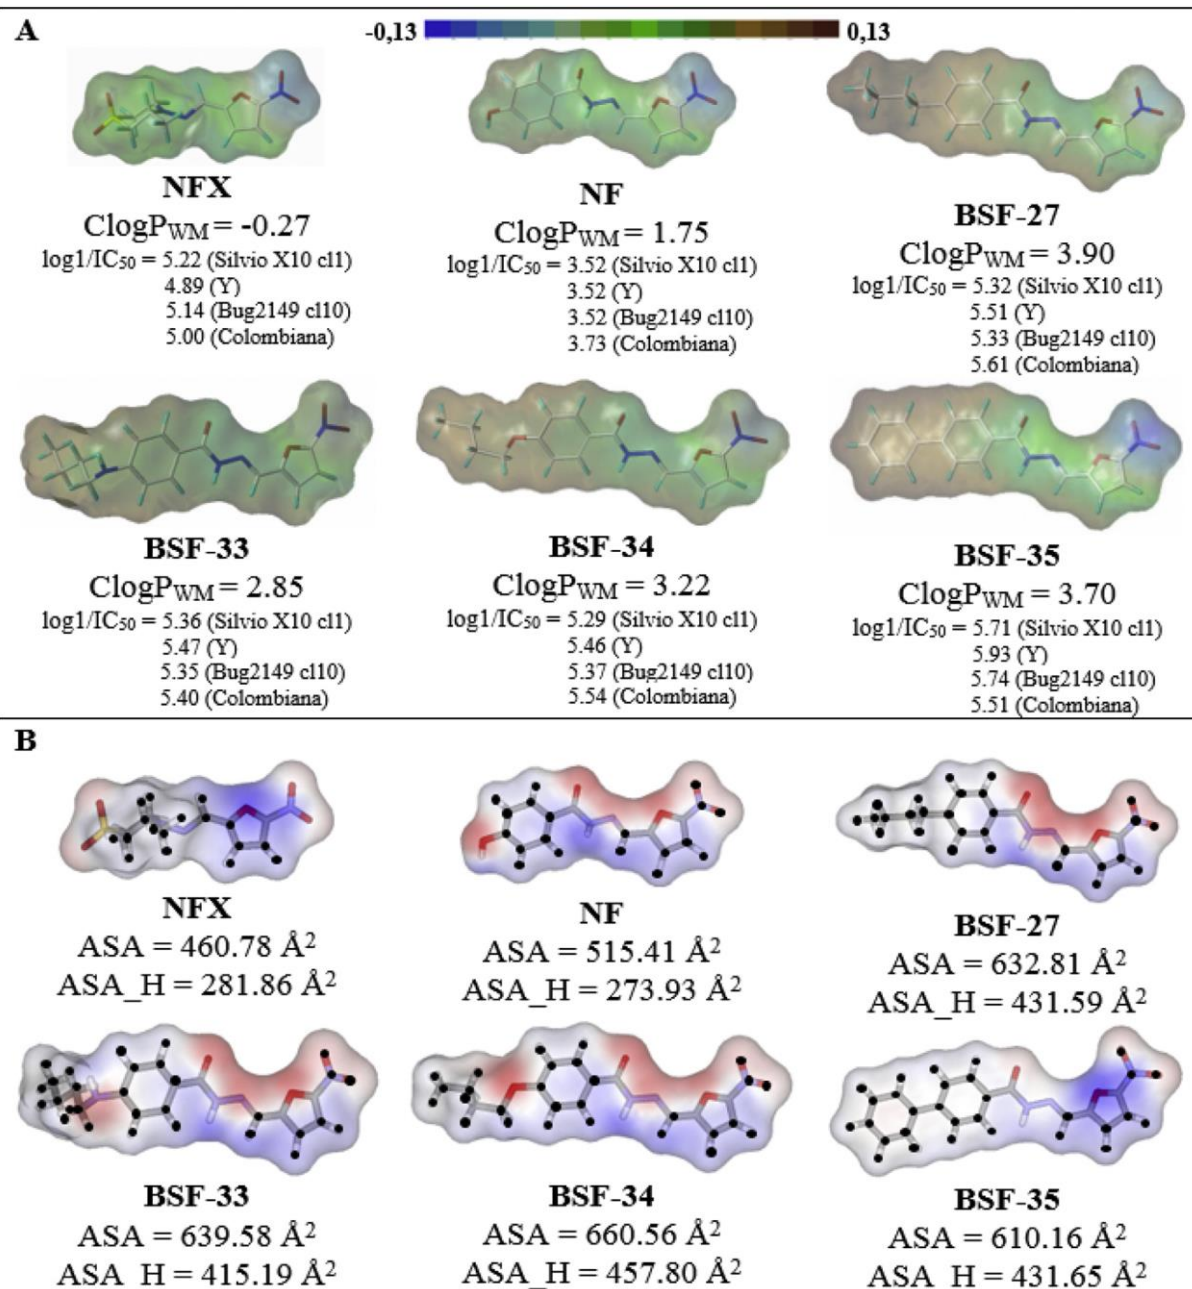 A
-0,13 0,13
NFX
ClogPWM = -0.27
log1/IC50 = 5.22 (Silvio X10 cl1)
4.89 (Y)
5.14 (Bug2149 cl10)
5.00 (Colombiana)
NF
ClogPWM = 1.75
log1/IC50 = 3.52 (Silvio X10 cl1)
3.52 (Y)
3.52 (Bug2149 cl10)
3.73 (Colombiana)
BSF-27
ClogPWM = 3.90
log1/IC50 = 5.32 (Silvio X10 cl1)
5.51 (Y)
5.33 (Bug2149 cl10)
5.61 (Colombiana)
BSF-33
ClogPWM = 2.85
log1/IC50 = 5.36 (Silvio X10 cl1)
5.47 (Y)
5.35 (Bug2149 cl10)
5.40 (Colombiana)
BSF-34
ClogPWM = 3.22
log1/IC50 = 5.29 (Silvio X10 cl1)
5.46 (Y)
5.37 (Bug2149 cl10)
5.54 (Colombiana)
BSF-35
ClogPWM = 3.70
log1/IC50 = 5.71 (Silvio X10 cl1)
5.93 (Y)
5.74 (Bug2149 cl10)
5.51 (Colombiana)
B
NFX
ASA = 460.78 Å2
ASA_H = 281.86 Å2
NF
ASA = 515.41 Å2
ASA_H = 273.93 Å2
BSF-27
ASA = 632.81 Å2
ASA_H = 431.59 Å2
BSF-33
ASA = 639.58 Å2
ASA H = 415.19 Å2
BSF-34
ASA = 660.56 Å2
ASA_H = 457.80 Å2
BSF-35
ASA = 610.16 Å2
ASA H = 431.65 Å2